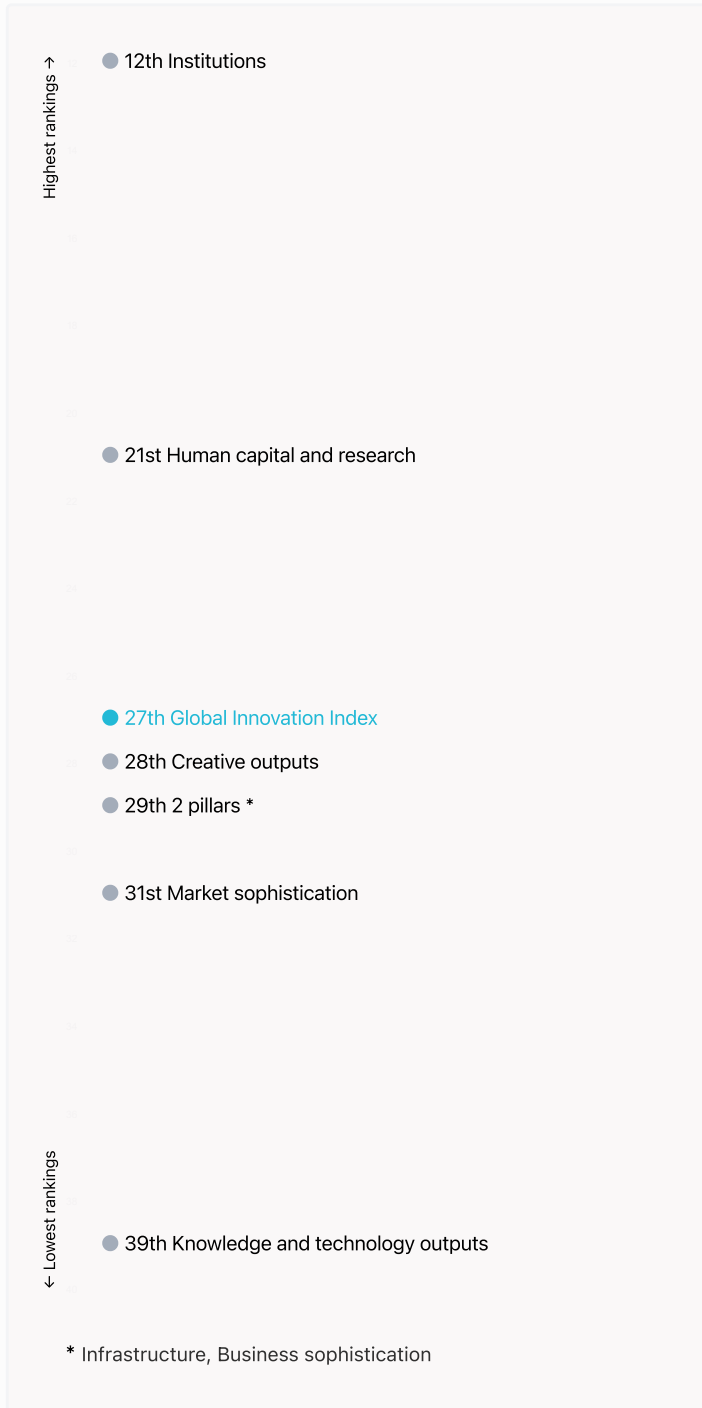 Highest rankings →
12th Institutions
21st Human capital and research
27th Global Innovation Index
28th Creative outputs
29th 2 pillars *
31st Market sophistication
39th Knowledge and technology outputs
← Lowest rankings
* Infrastructure, Business sophistication